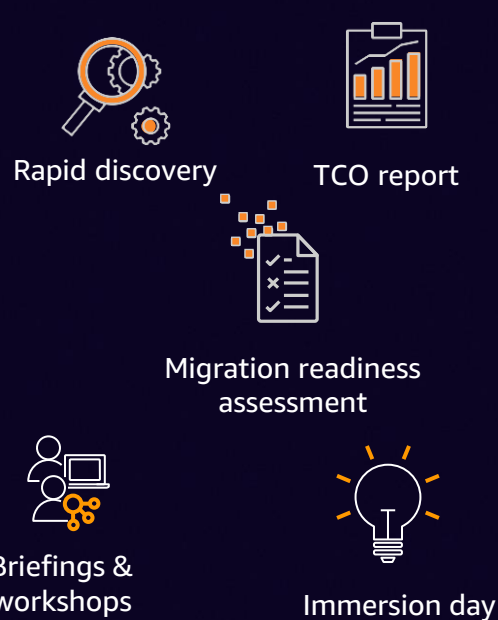 Rapid discovery
TCO report
Migration readiness
assessment
Briefings &
workshops
Immersion day